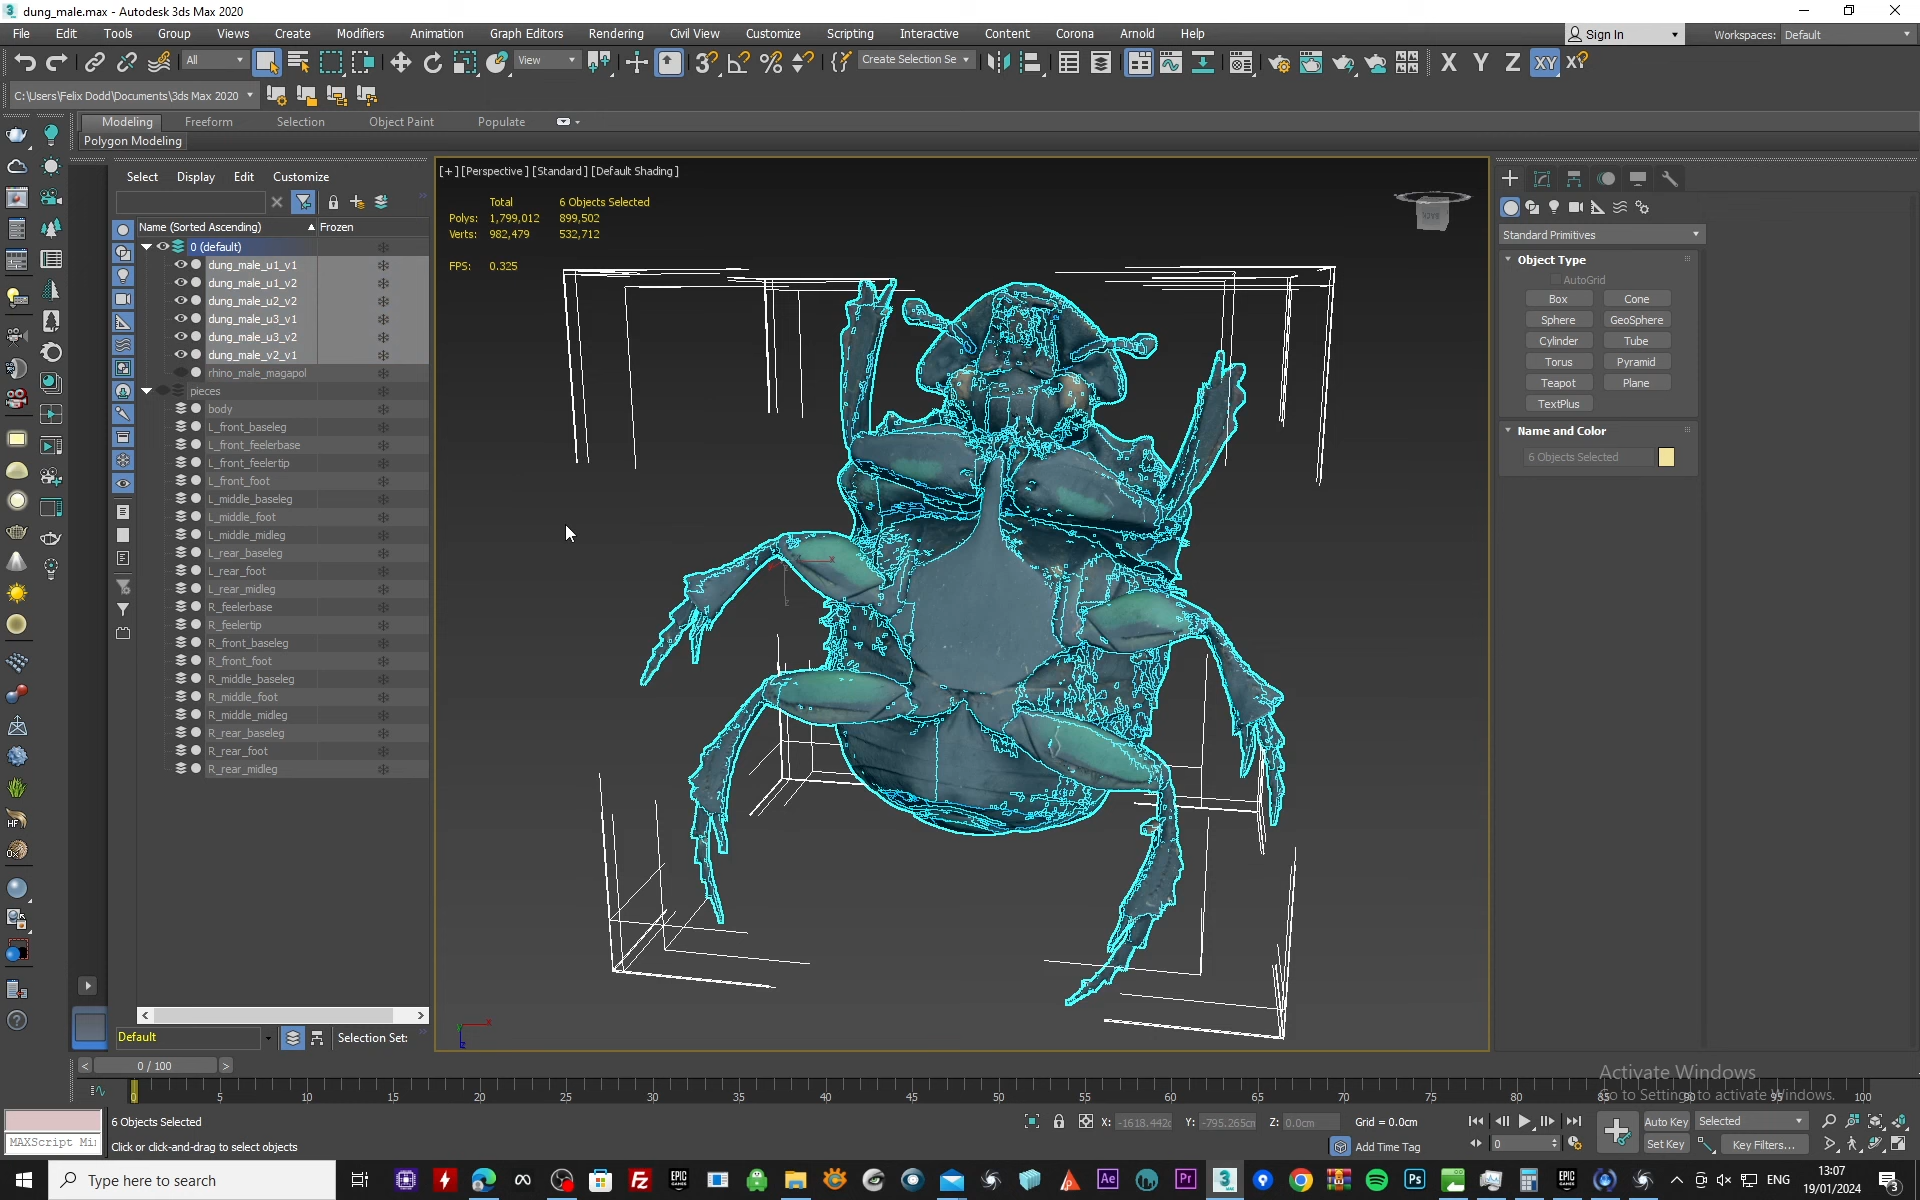 dung_male.max - Autodesk 3ds Max 2020
File Edit Tools Group Views Create Modifiers Animation Graph Editors Rendering Civil View Customize Scripting Interactive Content Corona Arnold Help
Sign In Workspaces: Default
All View Create Selection Se X Y Z XY XY
C:\Users\Felix Dodd\Documents\3ds Max 2020
Modeling Freeform Selection Object Paint Populate
Polygon Modeling
Select Display Edit Customize
Name (Sorted Ascending) Frozen
0 (default)
dung_male_u1_v1
dung_male_u1_v2
dung_male_u2_v2
dung_male_u3_v1
dung_male_u3_v2
dung_male_v2_v1
rhino_male_magapol
pieces
body
L_front_baseleg
L_front_feelerbase
L_front_feelertip
L_front_foot
L_middle_baseleg
L_middle_foot
L_middle_midleg
L_rear_baseleg
L_rear_foot
L_rear_midleg
R_feelerbase
R_feelertip
R_front_baseleg
R_front_foot
R_middle_baseleg
R_middle_foot
R_middle_midleg
R_rear_baseleg
R_rear_foot
R_rear_midleg
Default Selection Set:
[+] [Perspective] [Standard] [Default Shading]
Total 6 Objects Selected
Polys: 1,799,012 899,502
Verts: 982,479 532,712
FPS: 0.325
Standard Primitives
Object Type
AutoGrid
Box Cone
Sphere GeoSphere
Cylinder Tube
Torus Pyramid
Teapot Plane
TextPlus
Name and Color
6 Objects Selected
0 / 100
0 5 10 15 20 25 30 35 40 45 50 55 60 65 70 75 80 85 90 95 100
Activate Windows
Go to Settings to activate Windows.
6 Objects Selected
X: -1618.442c Y: -795.265cm Z: 0.0cm Grid = 0.0cm
Auto Key Selected
MAXScript Mi
Click or click-and-drag to select objects
Add Time Tag
0
Set Key Key Filters...
Type here to search
ENG
13:07
19/01/2024
3